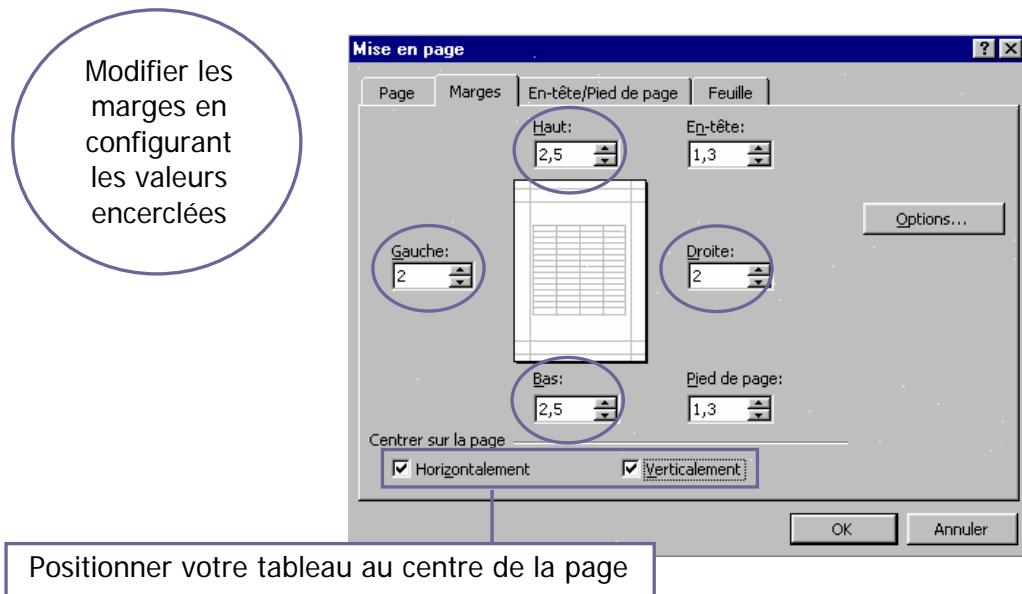 Modifier les
marges en
configurant
les valeurs
encerclées
Mise en page
Page Marges En-tête/Pied de page Feuille
Haut: En-tête:
2,5 1,3
Options...
Gauche: Droite:
2 2
Bas: Pied de page:
2,5 1,3
Centrer sur la page
Horizontalement Verticalement
OK Annuler
Positionner votre tableau au centre de la page